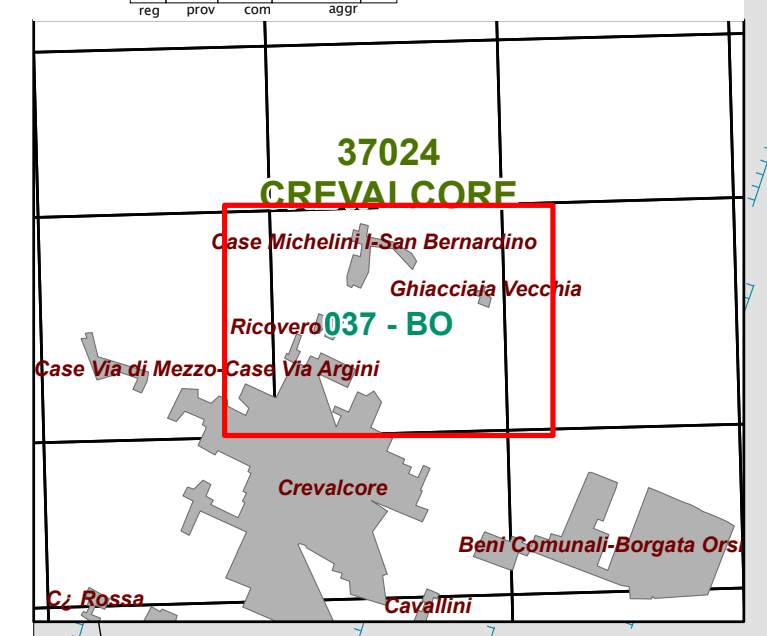 reg prov com aggr
37024
CREVALCORE
Case Michelini I-San Bernardino
Ghiacciaia Vecchia
Ricovero
037 - BO
Case Via di Mezzo-Case Via Argini
Crevalcore
Beni Comunali-Borgata Orsi
C¿ Rossa
Cavallini